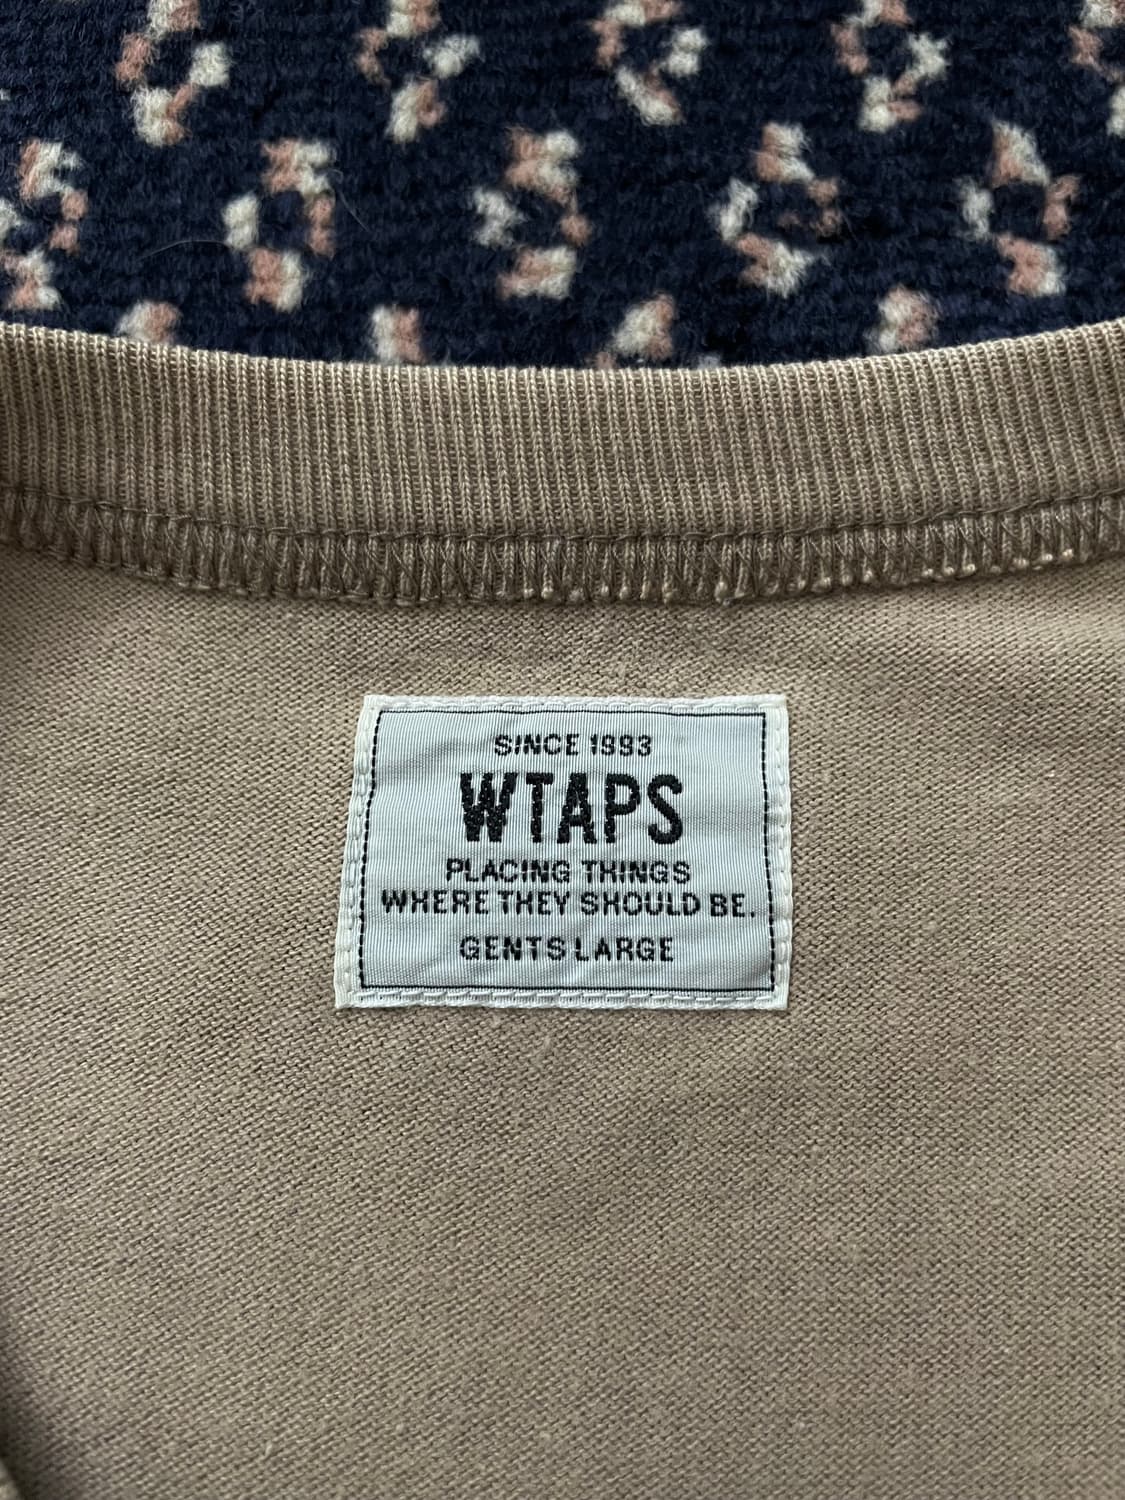 SINCE 1993
WTAPS
PLACING THINGS
WHERE THEY SHOULD BE.
GENTS LARGE